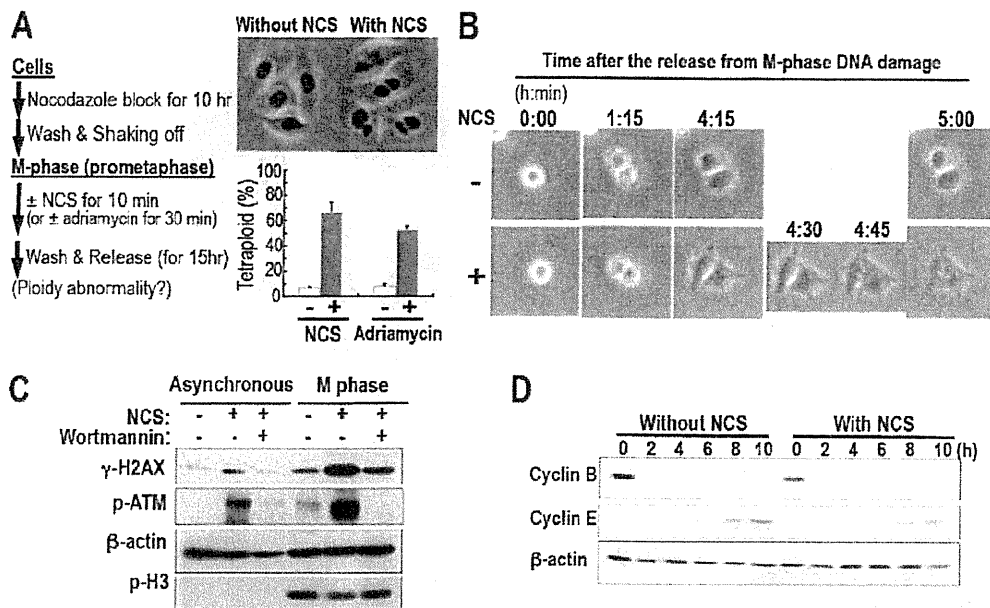 A
Without NCS With NCS
Cells
Nocodazole block for 10 hr
Wash & Shaking off
M-phase (prometaphase)
± NCS for 10 min
(or ± adriamycin for 30 min)
Wash & Release (for 15hr)
(Ploidy abnormality?)
Tetraploid (%)
100
80
60
40
20
0
- + - +
NCS Adriamycin
B
Time after the release from M-phase DNA damage
(h:min)
NCS 0:00 1:15 4:15 5:00
-
4:30 4:45
+
C
Asynchronous M phase
NCS: - + + - + +
Wortmannin: - - + - - +
γ-H2AX
p-ATM
β-actin
p-H3
D
Without NCS With NCS
0 2 4 6 8 10 0 2 4 6 8 10 (h)
Cyclin B
Cyclin E
β-actin